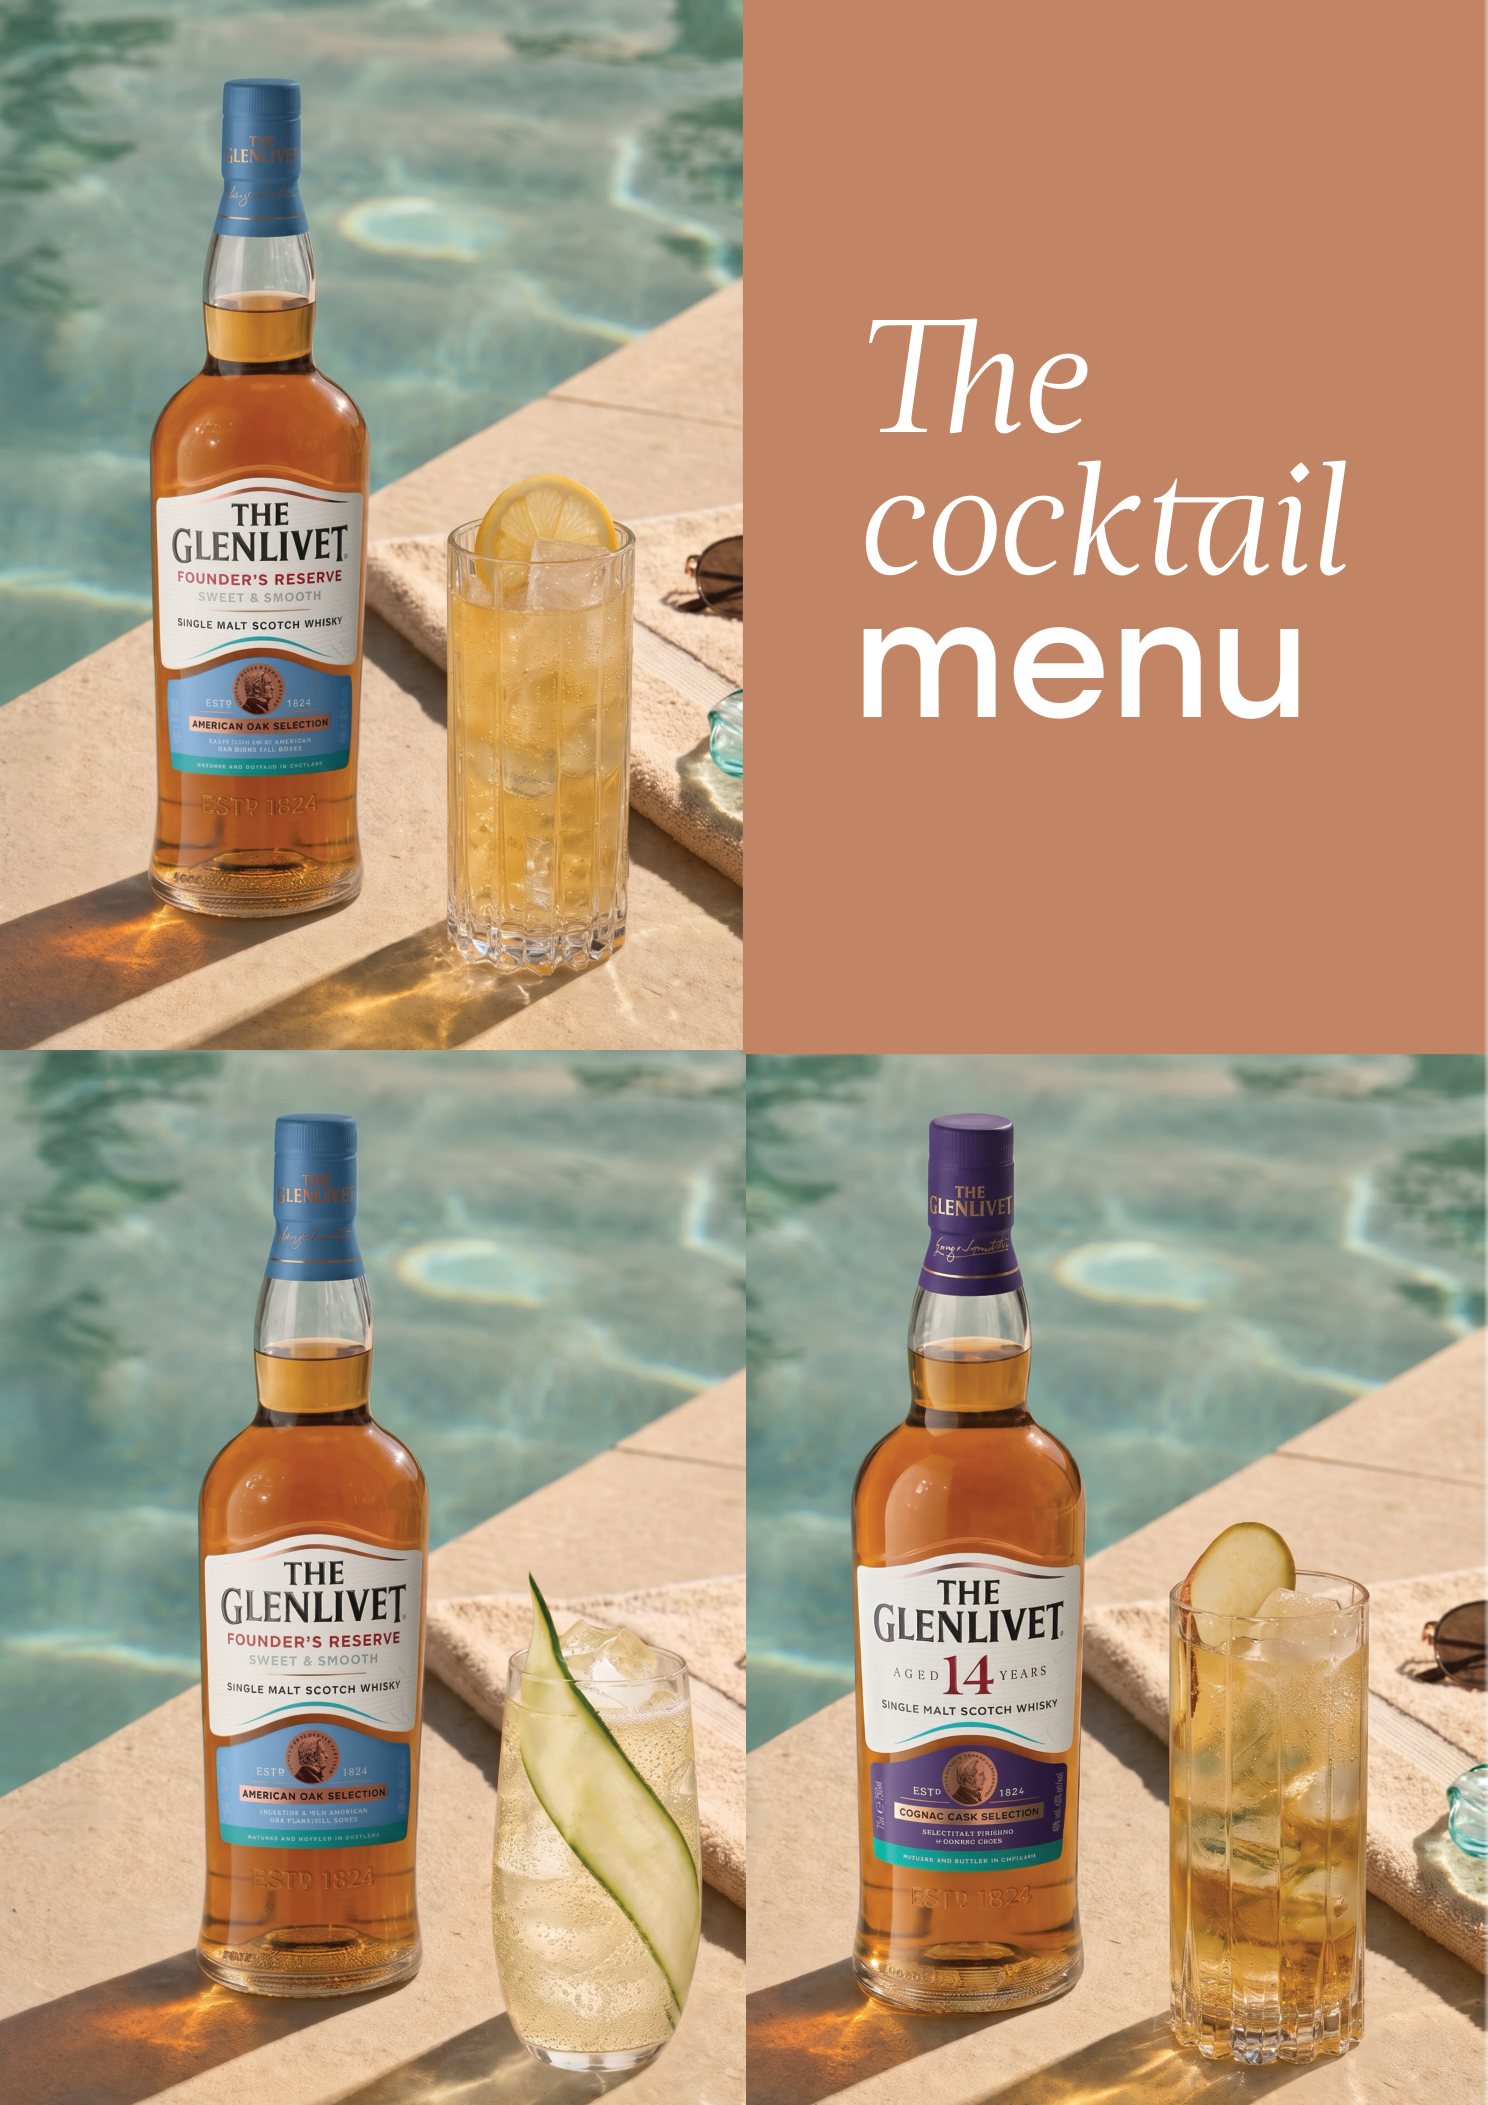 THE
GLENLIVET
THE
GLENLIVET
FOUNDER'S RESERVE
SWEET & SMOOTH
SINGLE MALT SCOTCH WHISKY
ESTD 1824
AMERICAN OAK SELECTION
ESTD 1824
The
cocktail
menu
THE
GLENLIVET
THE
GLENLIVET
FOUNDER'S RESERVE
SWEET & SMOOTH
SINGLE MALT SCOTCH WHISKY
ESTD 1824
AMERICAN OAK SELECTION
ESTD 1824
THE
GLENLIVET
THE
GLENLIVET
AGED 14 YEARS
SINGLE MALT SCOTCH WHISKY
ESTD 1824
COGNAC CASK SELECTION
ESTD 1824